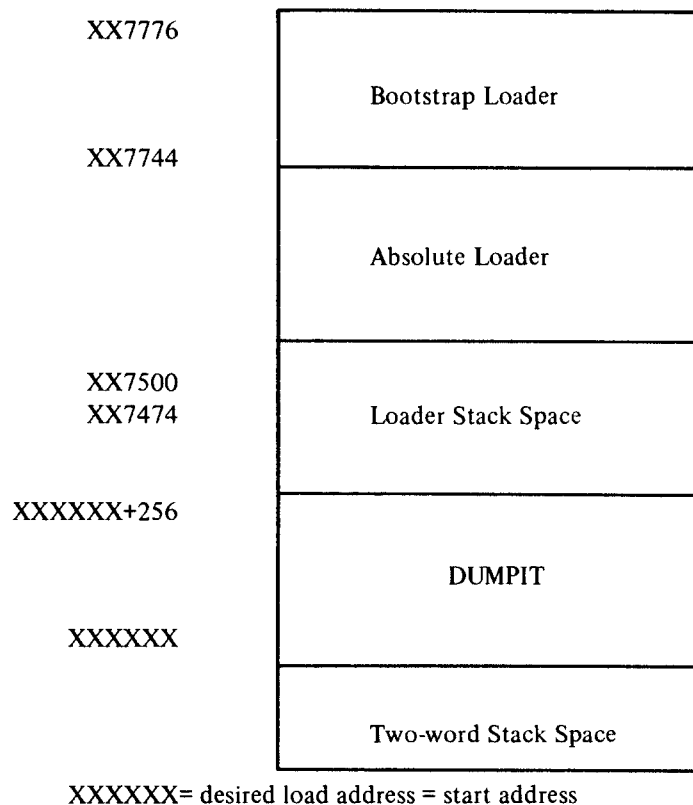 XX7776
Bootstrap Loader
XX7744
Absolute Loader
XX7500
XX7474
Loader Stack Space
XXXXXX+256
DUMPIT
XXXXXX
Two-word Stack Space
XXXXXX= desired load address = start address